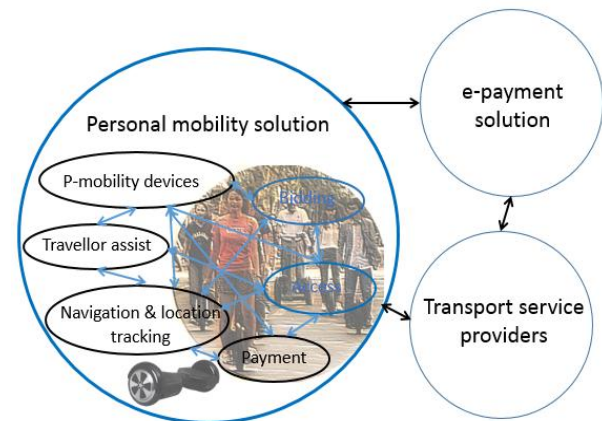 Personal mobility solution
P-mobility devices
Bidding
Travellor assist
Access
Navigation & location
tracking
Payment
e-payment
solution
Transport service
providers